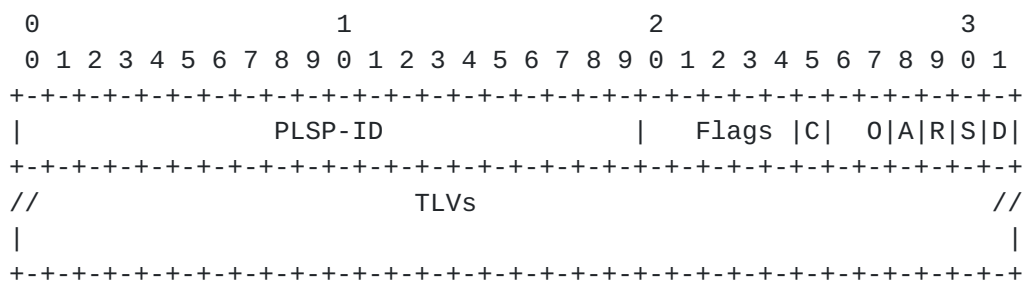 0                   1                   2                   3
 0 1 2 3 4 5 6 7 8 9 0 1 2 3 4 5 6 7 8 9 0 1 2 3 4 5 6 7 8 9 0 1
+-+-+-+-+-+-+-+-+-+-+-+-+-+-+-+-+-+-+-+-+-+-+-+-+-+-+-+-+-+-+-+-+
|                PLSP-ID                |   Flags |C|  O|A|R|S|D|
+-+-+-+-+-+-+-+-+-+-+-+-+-+-+-+-+-+-+-+-+-+-+-+-+-+-+-+-+-+-+-+-+
//                        TLVs                                 //
|                                                               |
+-+-+-+-+-+-+-+-+-+-+-+-+-+-+-+-+-+-+-+-+-+-+-+-+-+-+-+-+-+-+-+-+